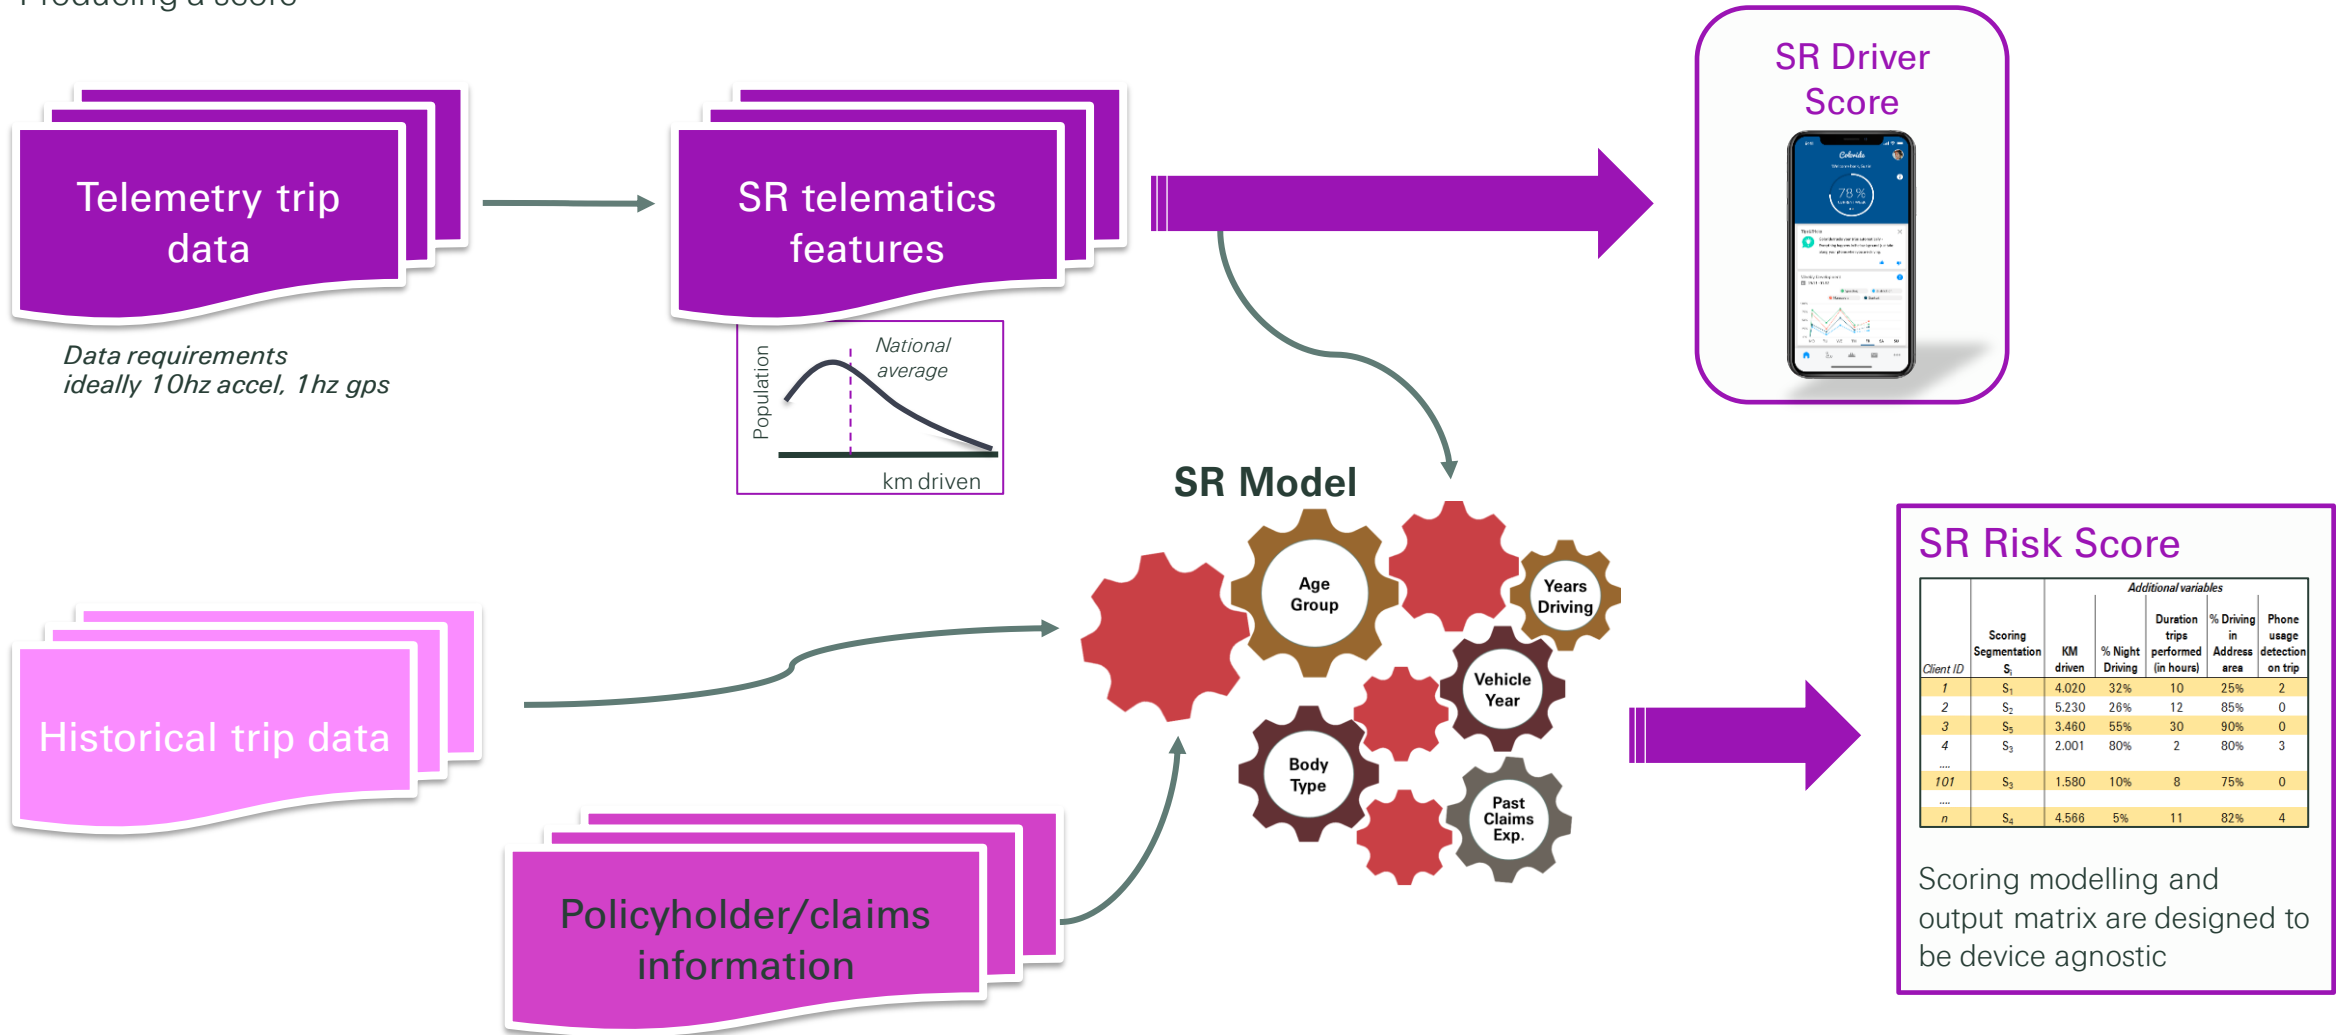 Producing a score
Telemetry trip
data
Data requirements
ideally 10hz accel, 1hz gps
SR telematics
features
Population
National
average
km driven
SR Driver
Score
Coloride
78 %
SR Model
Age
Group
Years
Driving
Vehicle
Year
Body
Type
Past
Claims
Exp.
Historical trip data
Policyholder/claims
information
SR Risk Score
Additional variables
Client ID Scoring Segmentation Si KM driven % Night Driving Duration trips performed (in hours) % Driving in Address area Phone usage detection on trip
1 S1 4.020 32% 10 25% 2
2 S2 5.230 26% 12 85% 0
3 S5 3.460 55% 30 90% 0
4 S3 2.001 80% 2 80% 3
....
101 S3 1.580 10% 8 75% 0
....
n S4 4.566 5% 11 82% 4
Scoring modelling and
output matrix are designed to
be device agnostic